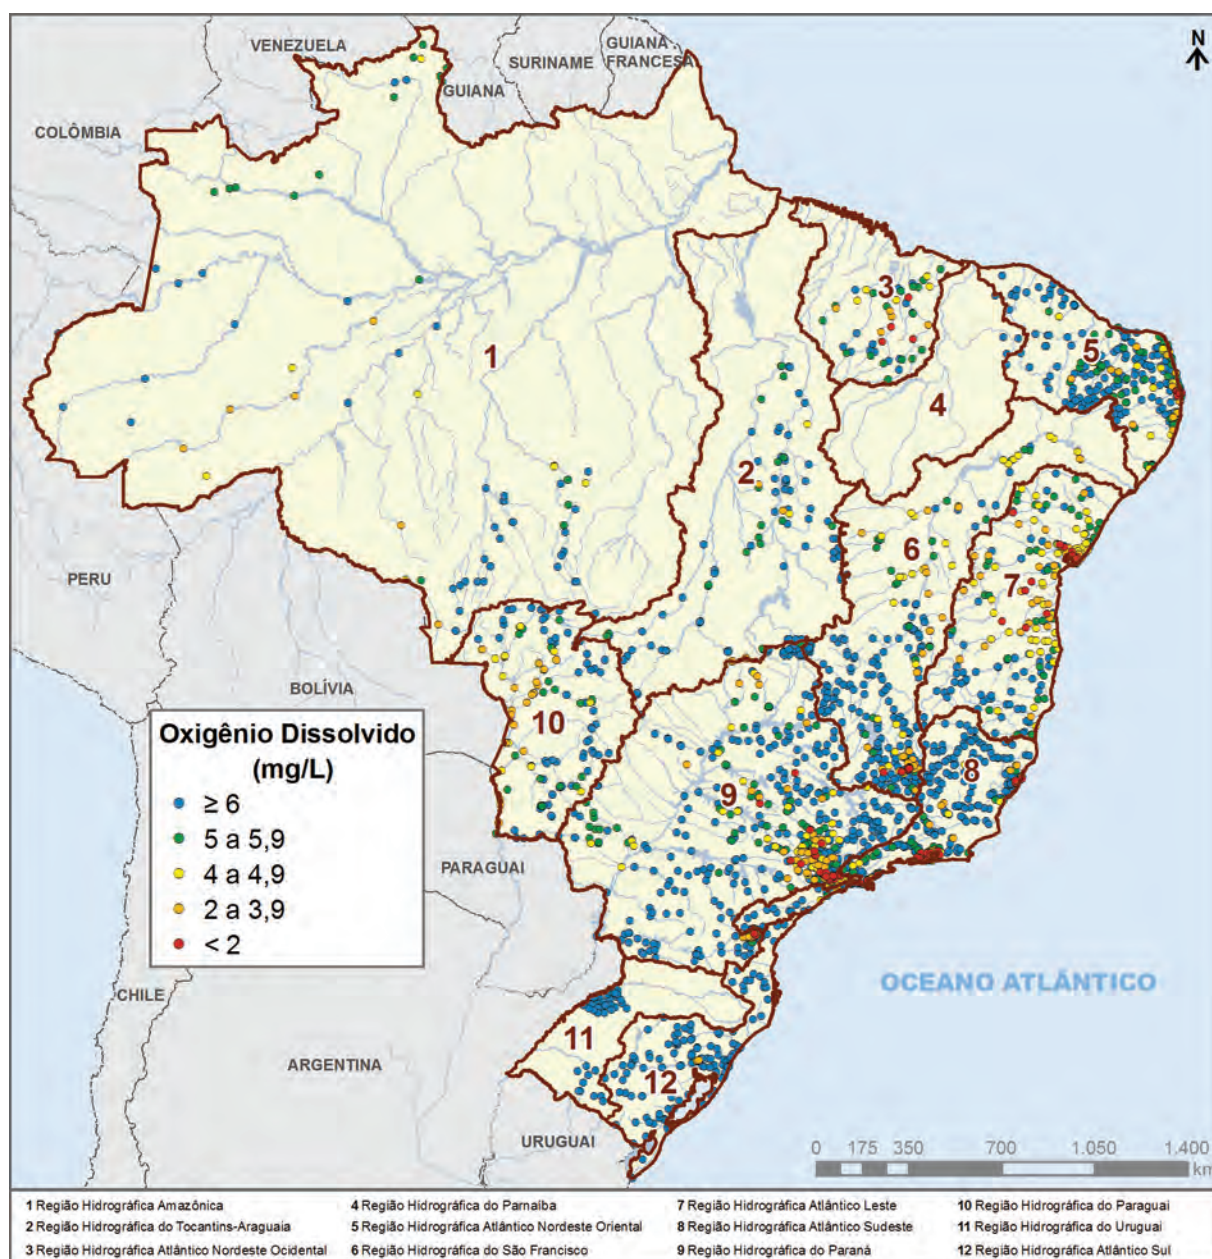 VENEZUELA
SURINAME
GUIANA
FRANCESA
GUIANA
COLÔMBIA
N
1
2
3
4
5
6
7
8
9
10
11
12
PERU
BOLÍVIA
PARAGUAI
CHILE
ARGENTINA
URUGUAI
OCEANO ATLÂNTICO
Oxigênio Dissolvido
(mg/L)
≥ 6
5 a 5,9
4 a 4,9
2 a 3,9
< 2
0 175 350 700 1.050 1.400
km
1 Região Hidrográfica Amazônica
2 Região Hidrográfica do Tocantins-Araguaia
3 Região Hidrográfica Atlântico Nordeste Ocidental
4 Região Hidrográfica do Parnaíba
5 Região Hidrográfica Atlântico Nordeste Oriental
6 Região Hidrográfica do São Francisco
7 Região Hidrográfica Atlântico Leste
8 Região Hidrográfica Atlântico Sudeste
9 Região Hidrográfica do Paraná
10 Região Hidrográfica do Paraguai
11 Região Hidrográfica do Uruguai
12 Região Hidrográfica Atlântico Sul